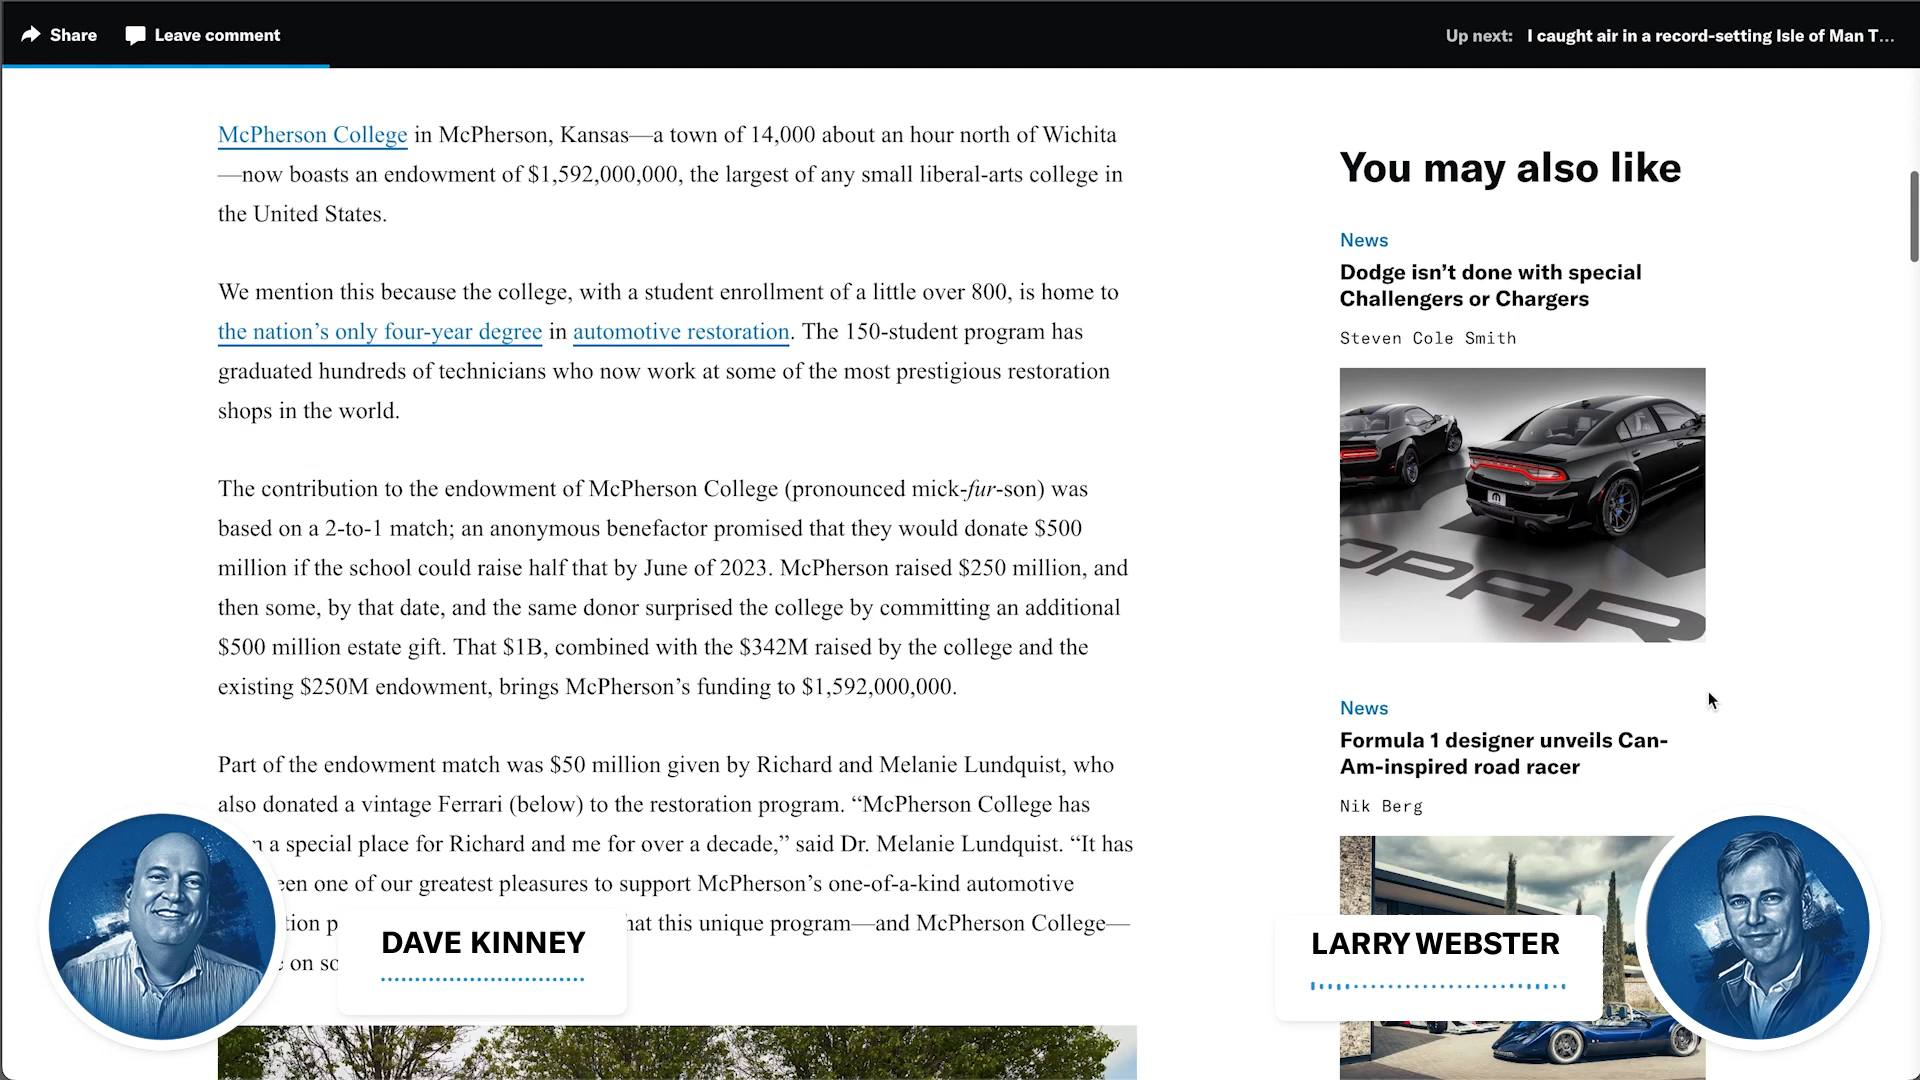 Share
Leave comment
Up next: I caught air in a record-setting Isle of Man T...
McPherson College in McPherson, Kansas—a town of 14,000 about an hour north of Wichita
—now boasts an endowment of $1,592,000,000, the largest of any small liberal-arts college in
the United States.
We mention this because the college, with a student enrollment of a little over 800, is home to
the nation’s only four-year degree in automotive restoration. The 150-student program has
graduated hundreds of technicians who now work at some of the most prestigious restoration
shops in the world.
The contribution to the endowment of McPherson College (pronounced mick-fur-son) was
based on a 2-to-1 match; an anonymous benefactor promised that they would donate $500
million if the school could raise half that by June of 2023. McPherson raised $250 million, and
then some, by that date, and the same donor surprised the college by committing an additional
$500 million estate gift. That $1B, combined with the $342M raised by the college and the
existing $250M endowment, brings McPherson’s funding to $1,592,000,000.
Part of the endowment match was $50 million given by Richard and Melanie Lundquist, who
also donated a vintage Ferrari (below) to the restoration program. “McPherson College has
a special place for Richard and me for over a decade,” said Dr. Melanie Lundquist. “It has
one of our greatest pleasures to support McPherson’s one-of-a-kind automotive
this unique program—and McPherson College—
on
You may also like
News
Dodge isn’t done with special
Challengers or Chargers
Steven Cole Smith
OPAR
News
Formula 1 designer unveils Can-
Am-inspired road racer
Nik Berg
DAVE KINNEY
LARRY WEBSTER